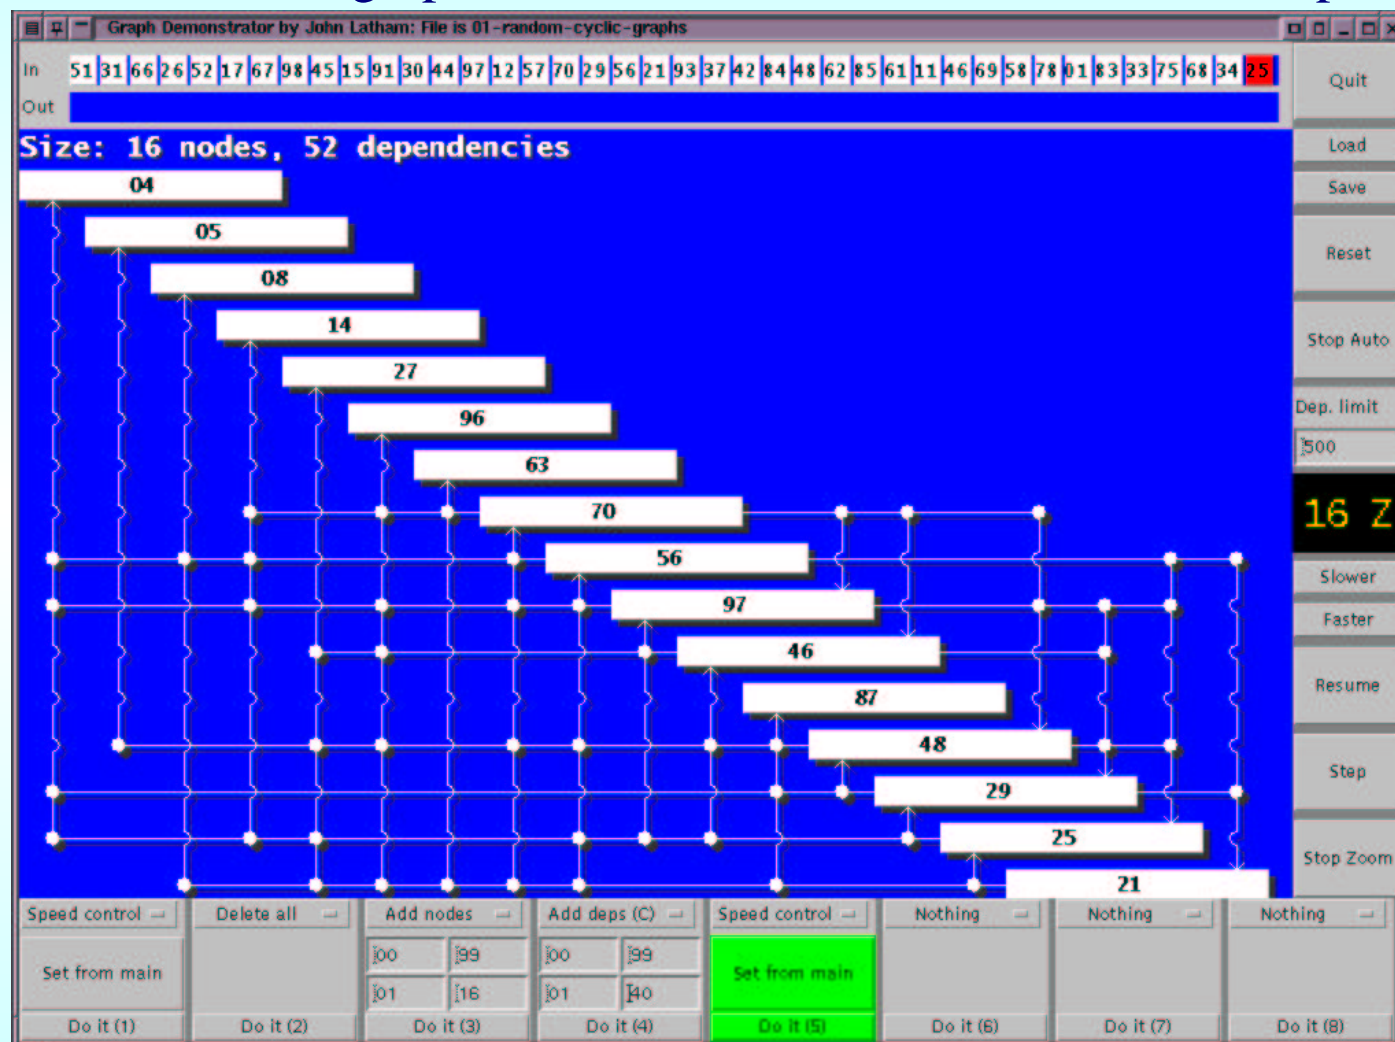 Graph Demonstrator by John Latham: File is 01-random-cyclic-graphs
In 51 31 66 26 52 17 67 98 45 15 91 30 44 97 12 57 70 29 56 21 93 37 42 84 48 62 85 61 11 46 69 58 78 01 83 33 75 68 34 25
Out
Quit
Size: 16 nodes, 52 dependencies
Load
04
Save
05
Reset
08
14
Stop Auto
27
Dep. limit
96
500
63
70
16 Z
56
Slower
97
Faster
46
Resume
87
48
Step
29
25
Stop Zoom
21
Speed control Delete all Add nodes Add deps (C) Speed control Nothing Nothing Nothing
00 99 00 99
Set from main Set from main
01 16 01 40
Do it (1) Do it (2) Do it (3) Do it (4) Do it (5) Do it (6) Do it (7) Do it (8)